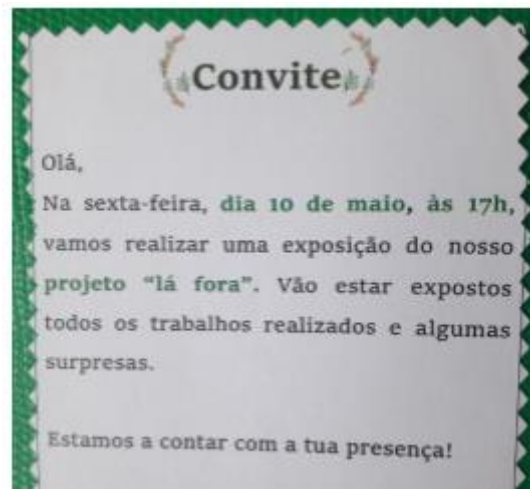 Convite
Olá,
Na sexta-feira, dia 10 de maio, às 17h,
vamos realizar uma exposição do nosso
projeto “lá fora”. Vão estar expostos
todos os trabalhos realizados e algumas
surpresas.
Estamos a contar com a tua presença!